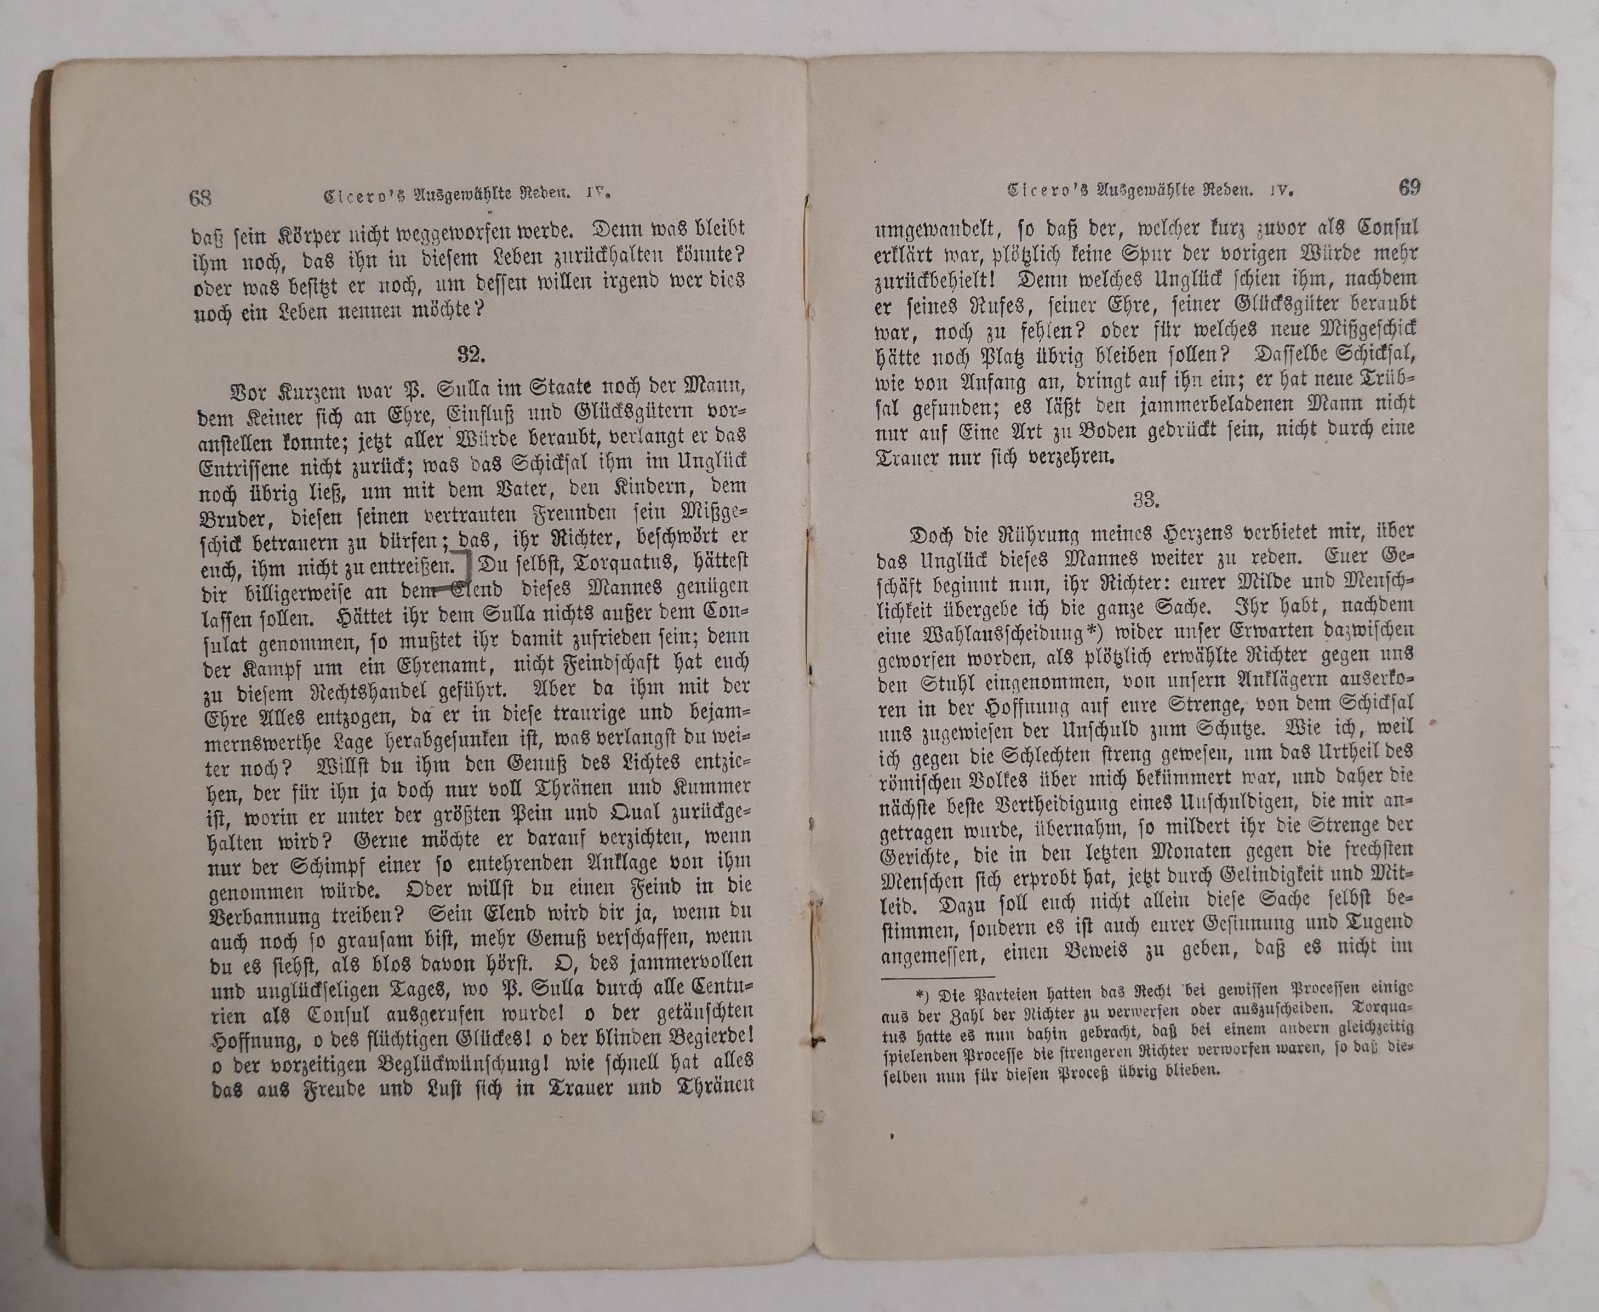 68
Cicero's Ausgewählte Reden. IV.
daß sein Körper nicht weggeworfen werde. Denn was bleibt
ihm noch, das ihn in diesem Leben zurückhalten könnte?
oder was besitzt er noch, um dessen willen irgend wer dies
noch ein Leben nennen möchte?
32.
Vor Kurzem war P. Sulla im Staate noch der Mann,
dem Keiner sich an Ehre, Einfluß und Glücksgütern vor-
anstellen konnte; jetzt aller Würde beraubt, verlangt er das
Entrissene nicht zurück; was das Schicksal ihm im Unglück
noch übrig ließ, um mit dem Vater, den Kindern, dem
Bruder, diesen seinen vertrauten Freunden sein Mißge-
schick betrauern zu dürfen; das, ihr Richter, beschwört er
euch, ihm nicht zu entreißen. Du selbst, Torquatus, hättest
dir billigerweise an dem Elend dieses Mannes genügen
lassen sollen. Hättet ihr dem Sulla nichts außer dem Con-
sulat genommen, so mußtet ihr damit zufrieden sein; denn
der Kampf um ein Ehrenamt, nicht Feindschaft hat euch
zu diesem Rechtshandel geführt. Aber da ihm mit der
Ehre Alles entzogen, da er in diese traurige und bejam-
mernswerthe Lage herabgesunken ist, was verlangst du wei-
ter noch? Willst du ihm den Genuß des Lichtes entzie-
hen, der für ihn ja doch nur voll Thränen und Kummer
ist, worin er unter der größten Pein und Qual zurückge-
halten wird? Gerne möchte er darauf verzichten, wenn
nur der Schimpf einer so entehrenden Anklage von ihm
genommen würde. Oder willst du einen Feind in die
Verbannung treiben? Sein Elend wird dir ja, wenn du
auch noch so grausam bist, mehr Genuß verschaffen, wenn
du es siehst, als blos davon hörst. O, des jammervollen
und unglückseligen Tages, wo P. Sulla durch alle Centu-
rien als Consul ausgerufen wurde! o der getäuschten
Hoffnung, o des flüchtigen Glückes! o der blinden Begierde!
o der vorzeitigen Beglückwünschung! wie schnell hat alles
das aus Freude und Lust sich in Trauer und Thränen
Cicero's Ausgewählte Reden. IV.
69
umgewandelt, so daß der, welcher kurz zuvor als Consul
erklärt war, plötzlich keine Spur der vorigen Würde mehr
zurückbehielt! Denn welches Unglück schien ihm, nachdem
er seines Rufes, seiner Ehre, seiner Glücksgüter beraubt
war, noch zu fehlen? oder für welches neue Mißgeschick
hätte noch Platz übrig bleiben sollen? Dasselbe Schicksal,
wie von Anfang an, dringt auf ihn ein; er hat neue Trüb-
sal gefunden; es läßt den jammerbeladenen Mann nicht
nur auf Eine Art zu Boden gedrückt sein, nicht durch eine
Trauer nur sich verzehren.
33.
Doch die Rührung meines Herzens verbietet mir, über
das Unglück dieses Mannes weiter zu reden. Euer Ge-
schäft beginnt nun, ihr Richter: eurer Milde und Mensch-
lichkeit übergebe ich die ganze Sache. Ihr habt, nachdem
eine Wahlausscheidung*) wider unser Erwarten dazwischen
geworfen worden, als plötzlich erwählte Richter gegen uns
den Stuhl eingenommen, von unsern Anklägern auserko-
ren in der Hoffnung auf eure Strenge, von dem Schicksal
uns zugewiesen der Unschuld zum Schutze. Wie ich, weil
ich gegen die Schlechten streng gewesen, um das Urtheil des
römischen Volkes über mich bekümmert war, und daher die
nächste beste Vertheidigung eines Unschuldigen, die mir an-
getragen wurde, übernahm, so mildert ihr die Strenge der
Gerichte, die in den letzten Monaten gegen die frechsten
Menschen sich erprobt hat, jetzt durch Gelindigkeit und Mit-
leid. Dazu soll euch nicht allein diese Sache selbst be-
stimmen, sondern es ist auch eurer Gesinnung und Tugend
angemessen, einen Beweis zu geben, daß es nicht im
*) Die Parteien hatten das Recht bei gewissen Processen einige
aus der Zahl der Richter zu verwerfen oder auszuscheiden. Torqua-
tus hatte es nun dahin gebracht, daß bei einem andern gleichzeitig
spielenden Processe die strengeren Richter verworfen waren, so daß die-
selben nun für diesen Proceß übrig blieben.